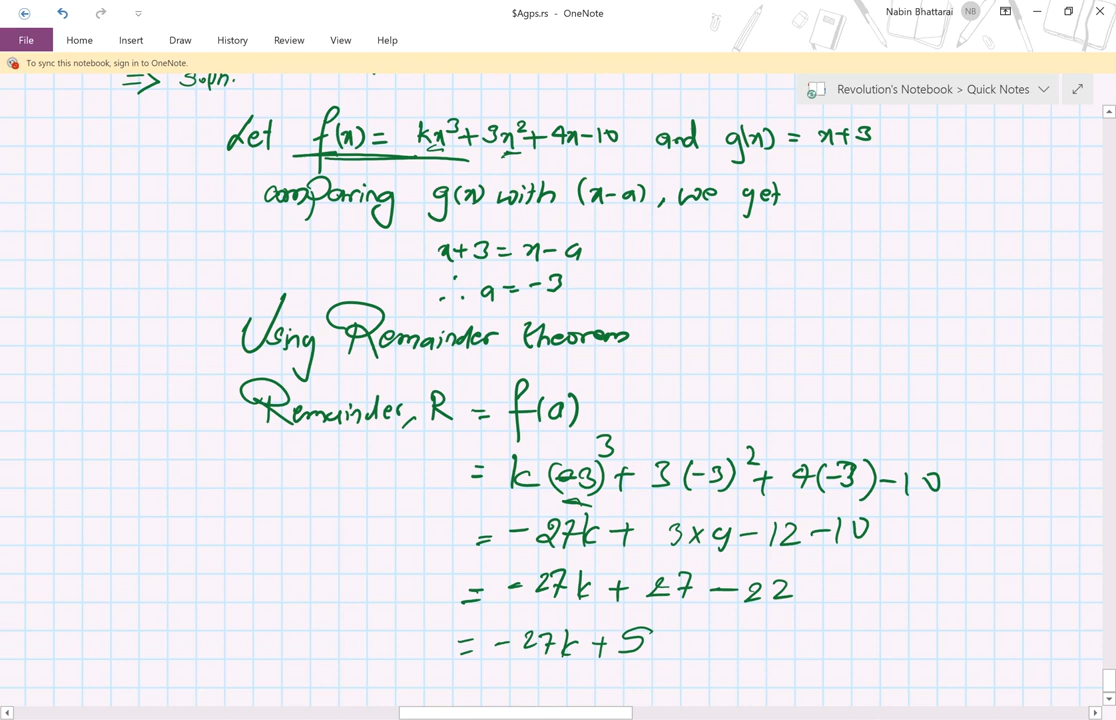 $Agps.rs - OneNote
Nabin Bhattarai NB
File Home Insert Draw History Review View Help
To sync this notebook, sign in to OneNote.
Revolution's Notebook > Quick Notes
=> Soln.
Let f(x) = kx³+3x²+4x-10 and g(x) = x+3
comparing g(x) with (x-a), we get
x+3 = x-a
∴ a = -3
Using Remainder theorem
Remainder, R = f(a)
= k(-3)³ + 3(-3)² + 4(-3) - 10
= -27k + 3×9 - 12 - 10
= -27k + 27 - 22
= -27k + 5